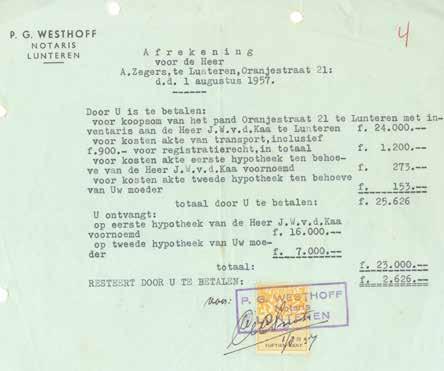 P. G. WESTHOFF
NOTARIS
LUNTEREN
4
Afrekening
voor de Heer
A.Zegers,te Lunteren,Oranjestraat 21:
d.d. 1 augustus 1957.
------
Door U is te betalen:
voor koopsom van het pand Oranjestraat 21 te Lunteren met in-
ventaris aan de Heer J.W.v.d.Kaa te Lunteren f. 24.000.--
voor kosten akte van transport,inclusief
f.900.- voor registratierecht,in totaal f. 1.200.--
voor kosten akte eerste hypotheek ten behoe-
ve van de Heer J.W.v.d.Kaa voornoemd f. 273.--
voor kosten akte tweede hypotheek ten behoeve
van Uw moeder f. 153.--
totaal door U te betalen: f. 25.626
U ontvangt:
op eerste hypotheek van de Heer J.W.v.d.Kaa
voornoemd f. 16.000.--
op tweede hypotheek van Uw moe-
der f. 7.000.--
totaal: f. 23.000.--
RESTEERT DOOR U TE BETALEN: f. 2.626.--
voor:
P. G. WESTHOFF
Notaris
LUNTEREN
VIJFTIEN CENT